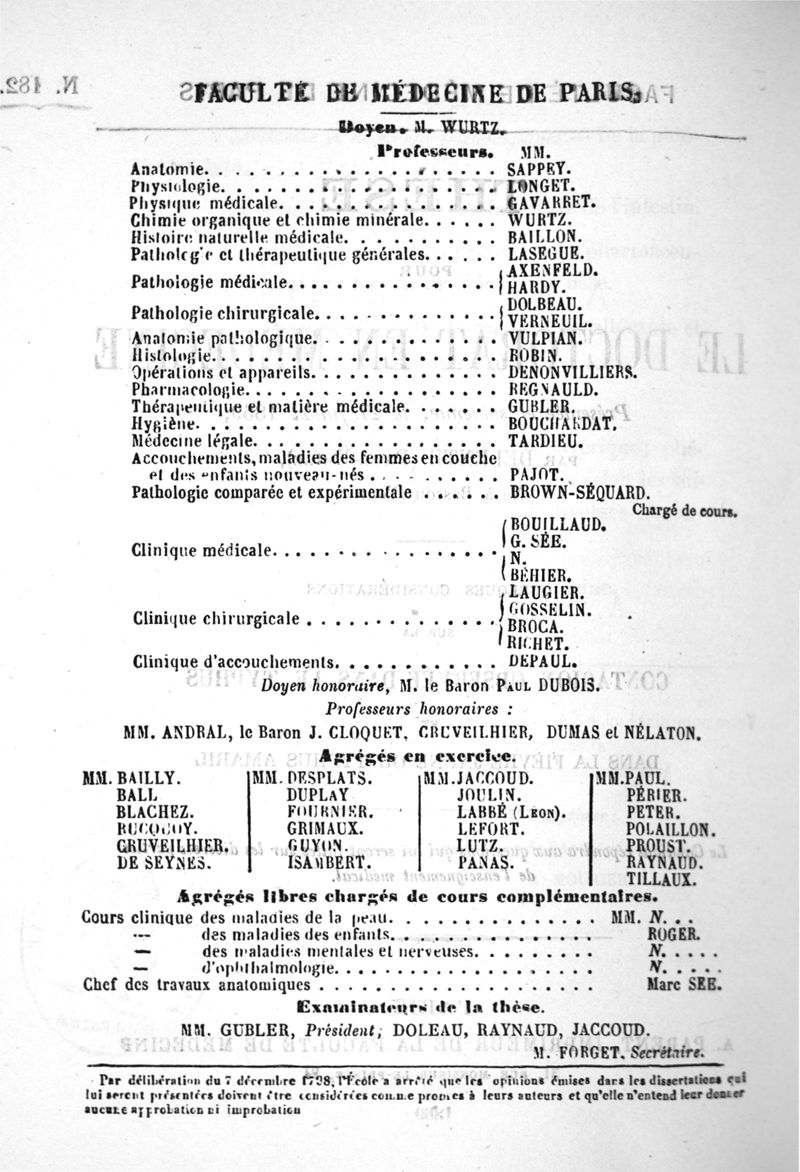 FACULTÉ DE MÉDECINE DE PARIS.
Doyen. M. WURTZ.
Professeurs. MM.
Anatomie. . . . . . . . . . . . . . . . . . . . SAPPEY.
Physiologie. . . . . . . . . . . . . . . . . . . LONGET.
Physique médicale. . . . . . . . . . . . . . . GAVARRET.
Chimie organique et chimie minérale. . . . . . WURTZ.
Histoire naturelle médicale. . . . . . . . . . . BAILLON.
Pathologie et thérapeutique générales. . . . . . LASEGUE.
Pathologie médicale. . . . . . . . . . . . . . . { AXENFELD.
HARDY.
Pathologie chirurgicale. . . . . . . . . . . . . { DOLBEAU.
VERNEUIL.
Anatomie pathologique. . . . . . . . . . . . . VULPIAN.
Histologie. . . . . . . . . . . . . . . . . . . ROBIN.
Opérations et appareils. . . . . . . . . . . . . DENONVILLIERS.
Pharmacologie. . . . . . . . . . . . . . . . . REGNAULD.
Thérapeutique et matière médicale. . . . . . . GUBLER.
Hygiène. . . . . . . . . . . . . . . . . . . . BOUCHARDAT.
Médecine légale. . . . . . . . . . . . . . . . TARDIEU.
Accouchements, maladies des femmes en couche
et des enfants nouveau-nés . . . . . . . . . . PAJOT.
Pathologie comparée et expérimentale . . . . . . BROWN-SÉQUARD.
Chargé de cours.
Clinique médicale. . . . . . . . . . . . . . . . { BOUILLAUD.
G. SÉE.
N.
BÉHIER.
Clinique chirurgicale . . . . . . . . . . . . . . { LAUGIER.
GOSSELIN.
BROCA.
RICHET.
Clinique d'accouchements. . . . . . . . . . . . DEPAUL.
Doyen honoraire, M. le Baron PAUL DUBOIS.
Professeurs honoraires :
MM. ANDRAL, le Baron J. CLOQUET, CRUVEILHIER, DUMAS et NÉLATON.
Agrégés en exercice.
MM. BAILLY. MM. DESPLATS. MM. JACCOUD. MM. PAUL.
BALL DUPLAY JOULIN. PÉRIER.
BLACHEZ. FOURNIER. LABBÉ (LÉON). PETER.
BUCQUOY. GRIMAUX. LEFORT. POLAILLON.
CRUVEILHIER. GUYON. LUTZ. PROUST.
DE SEYNES. ISAMBERT. PANAS. RAYNAUD.
TILLAUX.
Agrégés libres chargés de cours complémentaires.
Cours clinique des maladies de la peau. . . . . . . . . . . . . MM. N. . .
— des maladies des enfants. . . . . . . . . . . . . ROGER.
— des maladies mentales et nerveuses. . . . . . . . N. . . . .
— d'ophthalmologie. . . . . . . . . . . . . . . . N. . . . .
Chef des travaux anatomiques . . . . . . . . . . . . . . . . Marc SEE.
Examinateurs de la thèse.
MM. GUBLER, Président; DOLEAU, RAYNAUD, JACCOUD.
M. FORGET. Secrétaire.
Par délibération du 7 décembre 1798, l'École a arrêté que les opinions émises dans les dissertations qui
lui seront présentées doivent être considérées comme propres à leurs auteurs et qu'elle n'entend leur donner
aucune approbation ni improbation